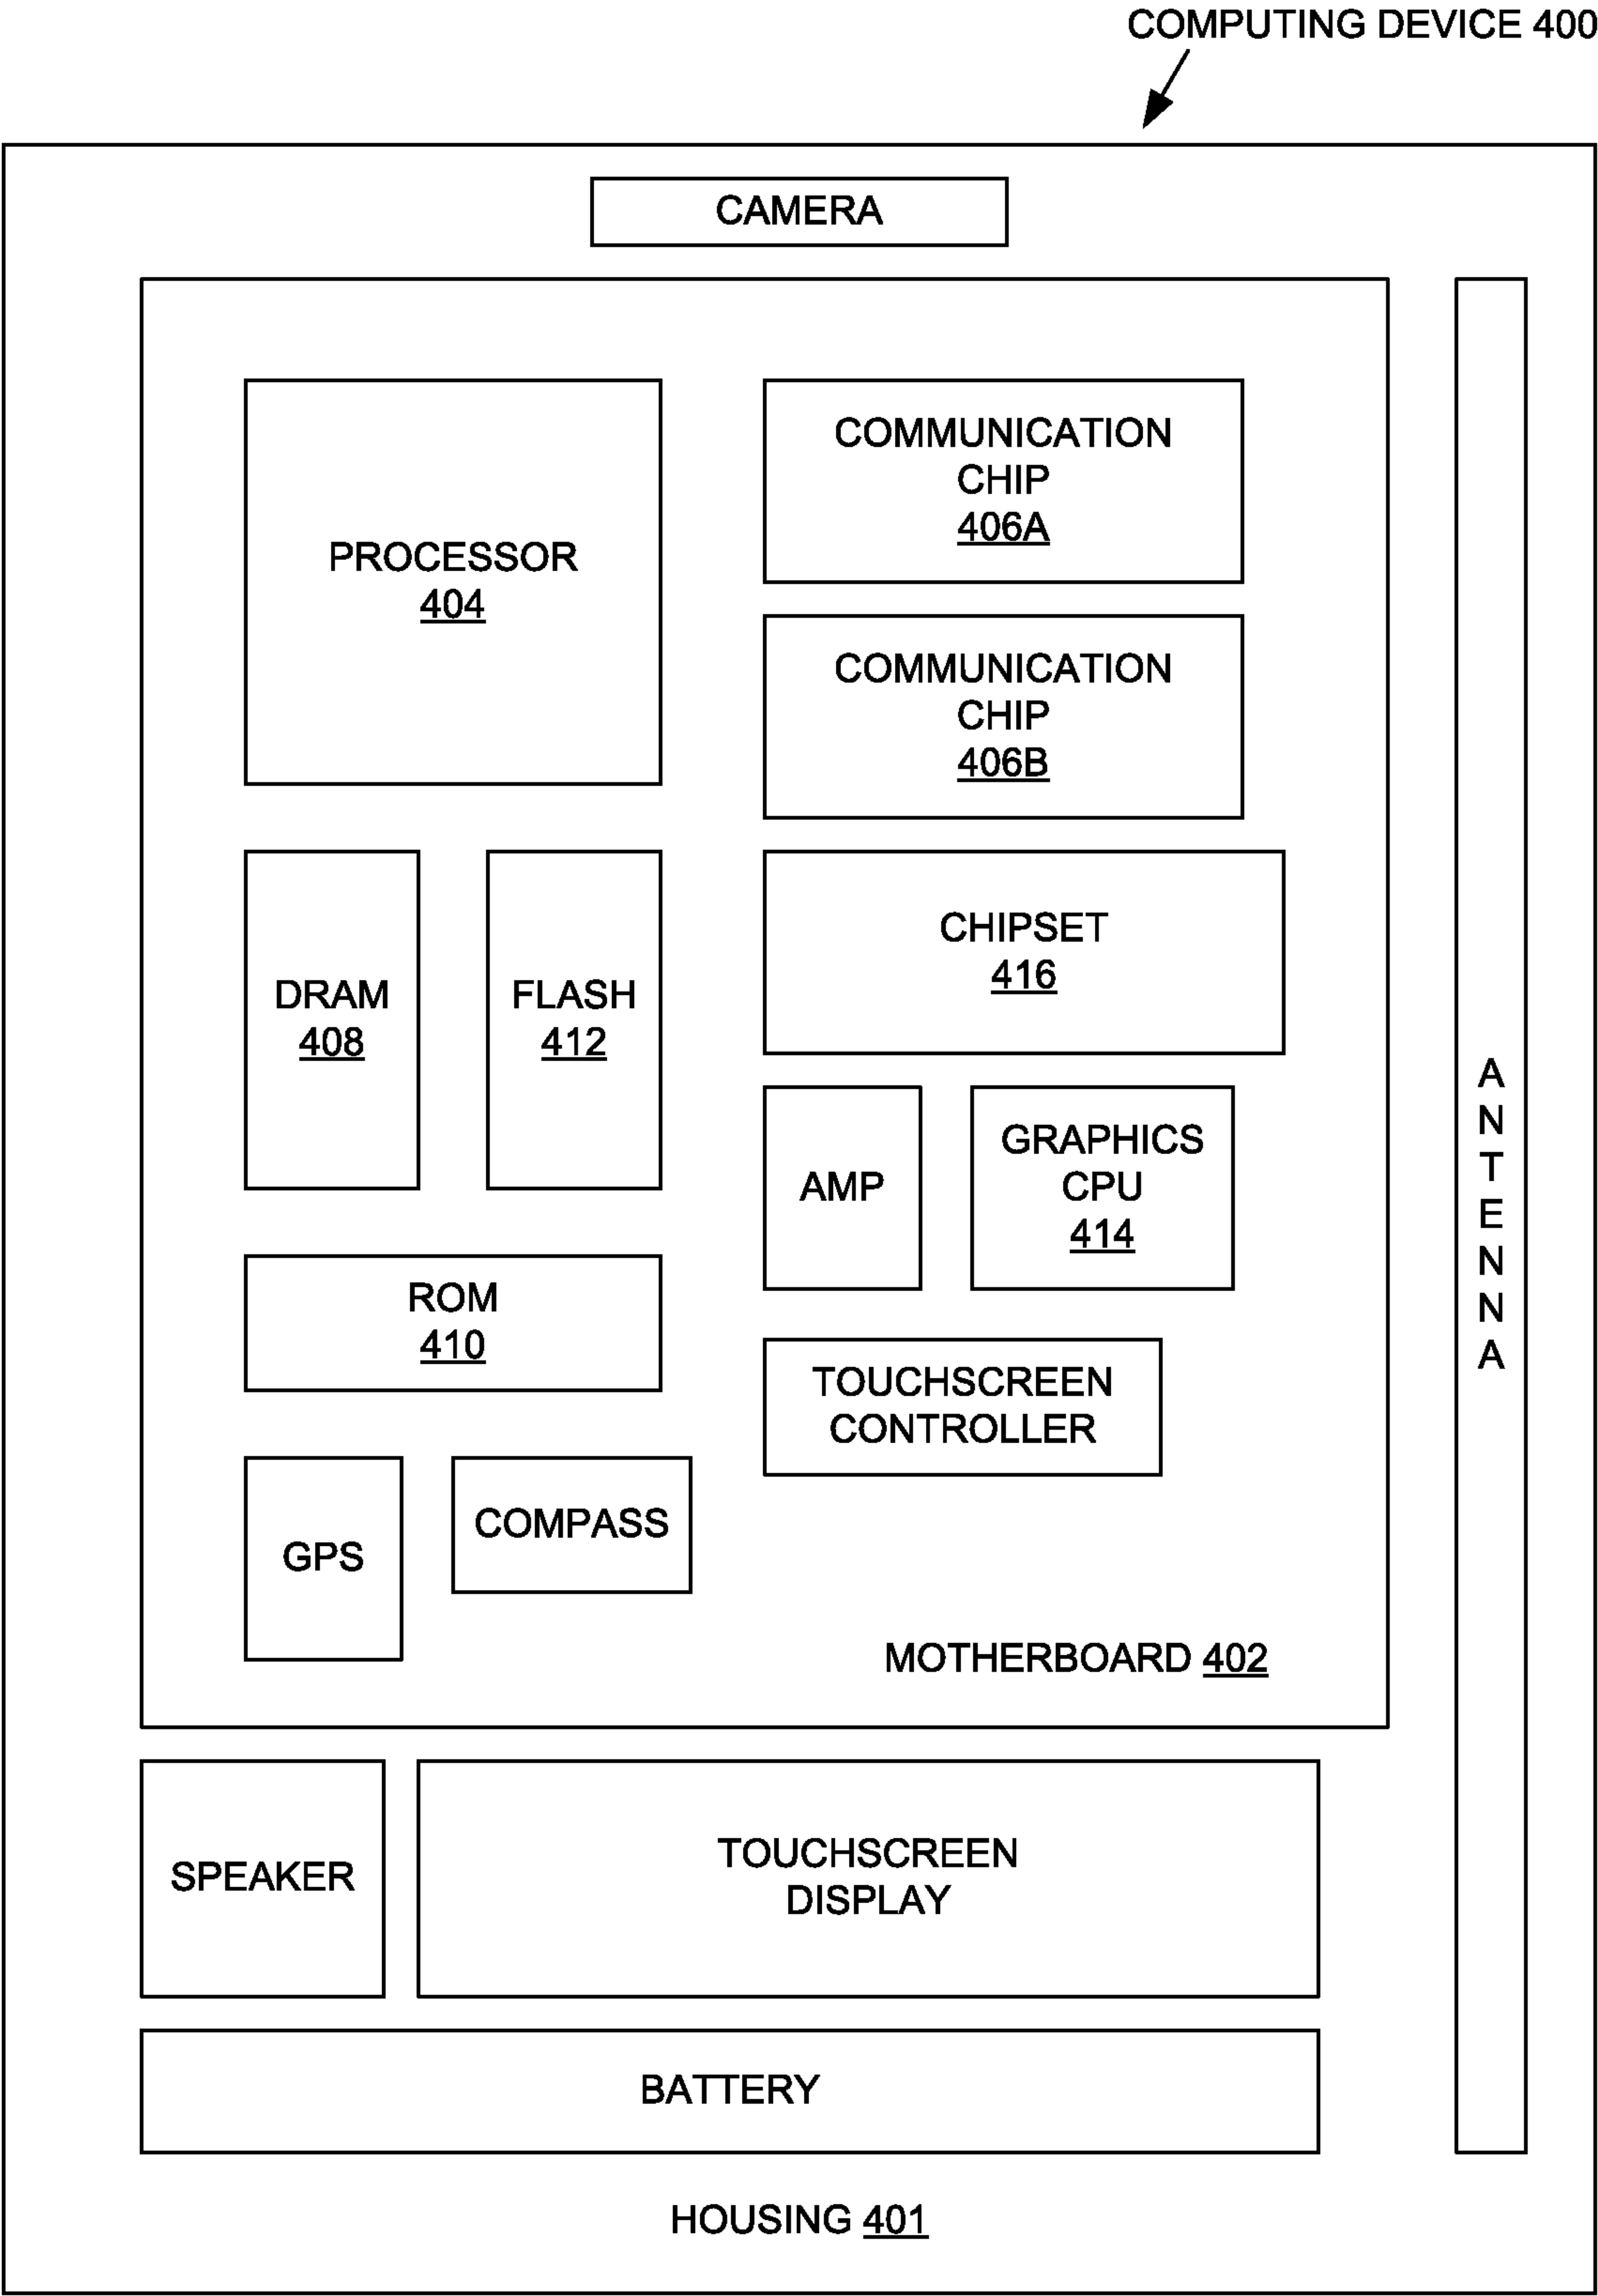 COMPUTING DEVICE 400
CAMERA
PROCESSOR
404
COMMUNICATION
CHIP
406A
COMMUNICATION
CHIP
406B
DRAM
408
FLASH
412
CHIPSET
416
AMP
GRAPHICS
CPU
414
ROM
410
TOUCHSCREEN
CONTROLLER
GPS
COMPASS
MOTHERBOARD 402
ANTENNA
SPEAKER
TOUCHSCREEN
DISPLAY
BATTERY
HOUSING 401